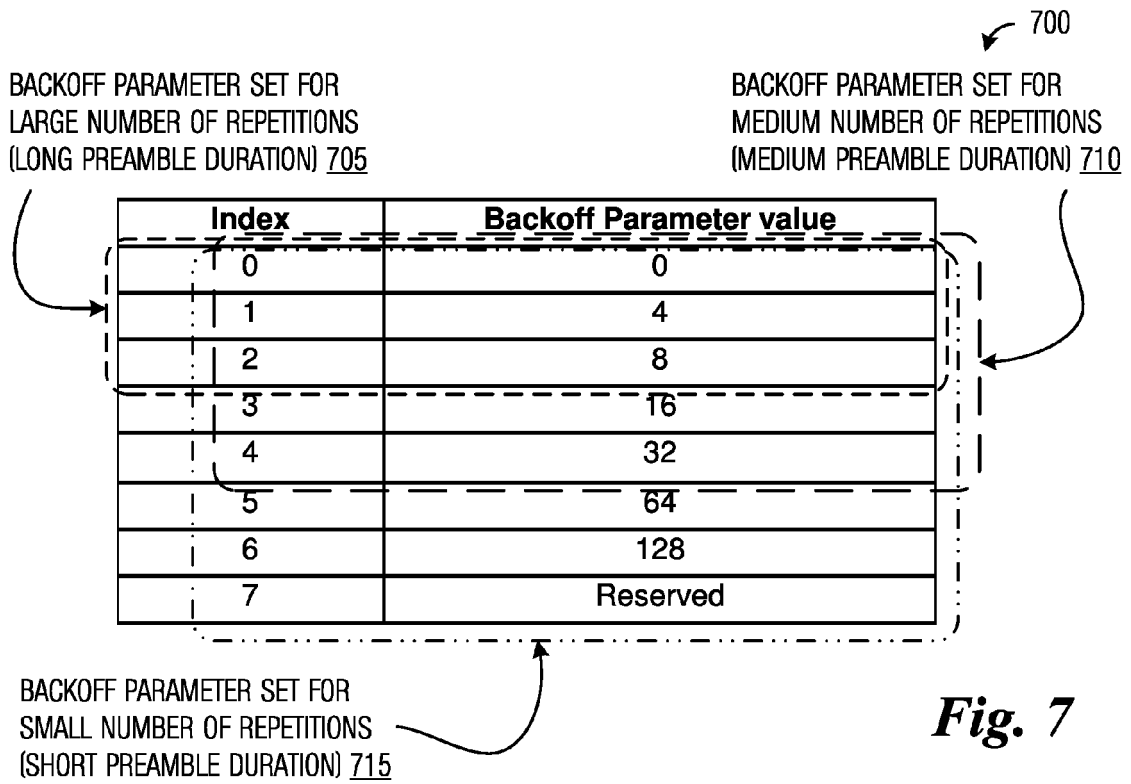 700
BACKOFF PARAMETER SET FOR
LARGE NUMBER OF REPETITIONS
(LONG PREAMBLE DURATION) 705
BACKOFF PARAMETER SET FOR
MEDIUM NUMBER OF REPETITIONS
(MEDIUM PREAMBLE DURATION) 710
Index Backoff Parameter value
0 0
1 4
2 8
3 16
4 32
5 64
6 128
7 Reserved
BACKOFF PARAMETER SET FOR
SMALL NUMBER OF REPETITIONS
(SHORT PREAMBLE DURATION) 715
Fig. 7